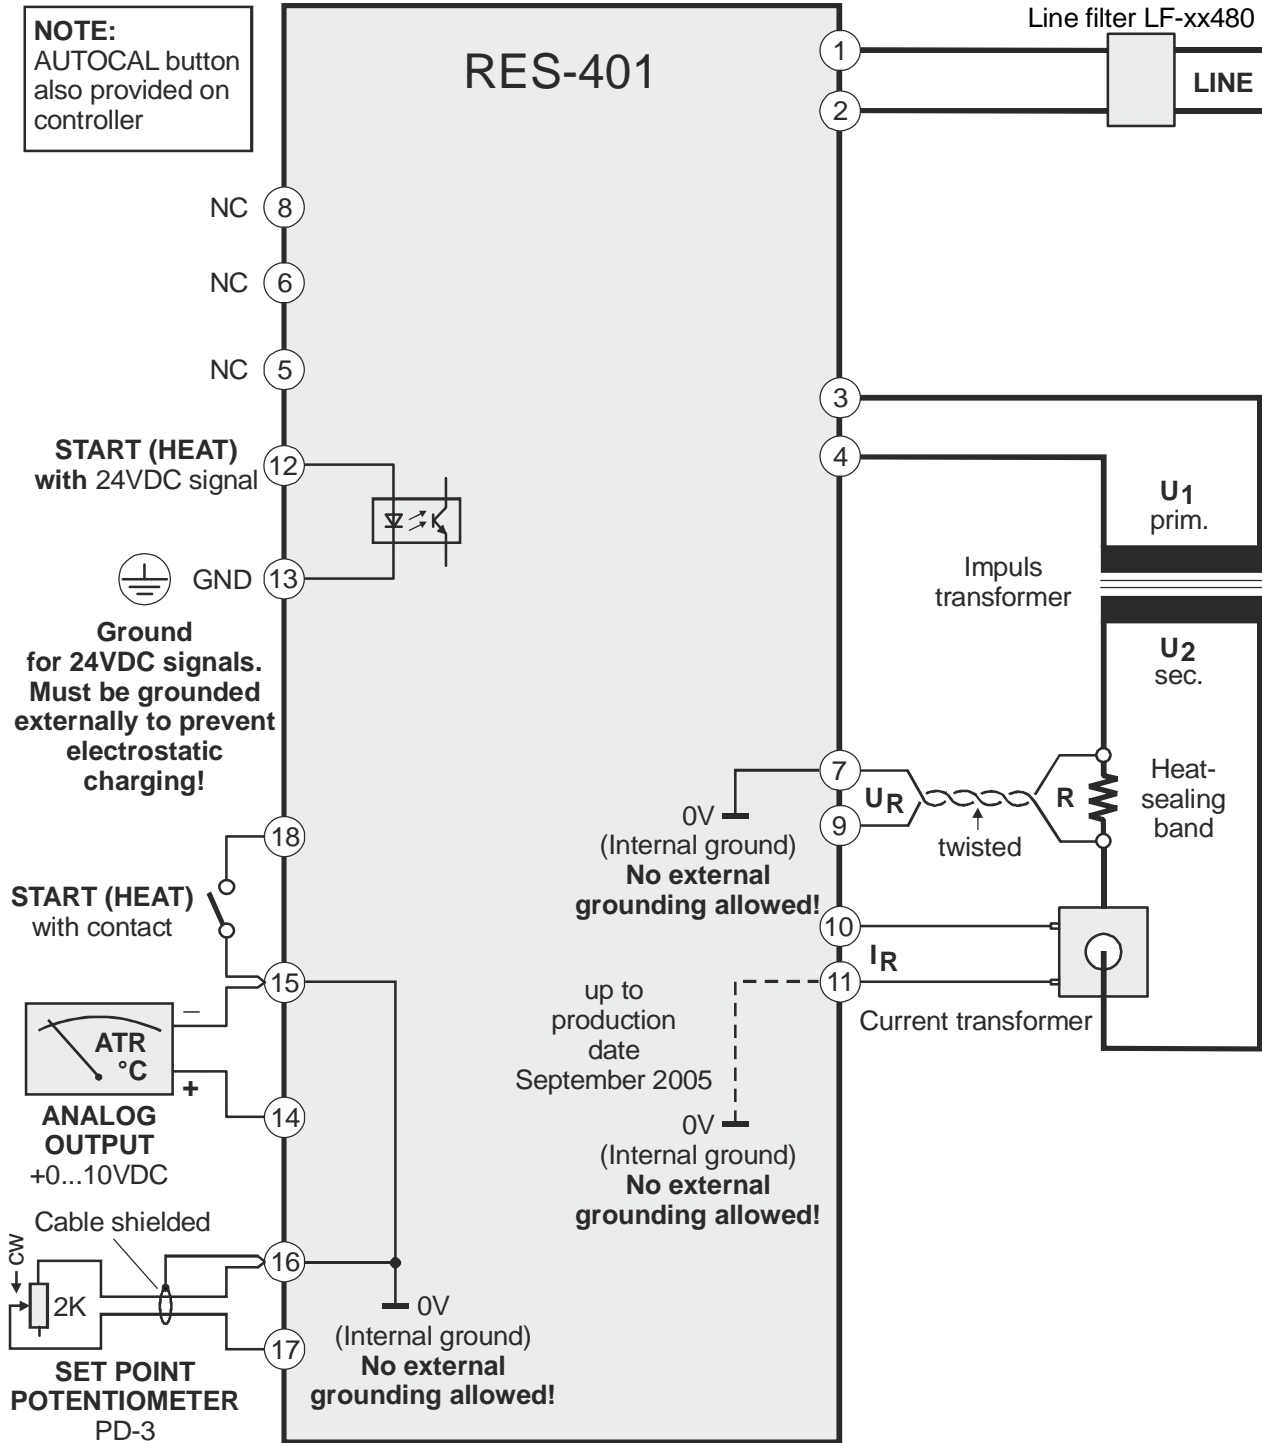 NOTE:
AUTOCAL button
also provided on
controller
RES-401
Line filter LF-xx480
LINE
1
2
NC 8
NC 6
NC 5
3
4
START (HEAT)
with 24VDC signal
12
GND 13
Ground
for 24VDC signals.
Must be grounded
externally to prevent
electrostatic
charging!
U1
prim.
Impuls
transformer
U2
sec.
Heat-
sealing
band
7
UR
R
9
twisted
0V
(Internal ground)
No external
grounding allowed!
10
IR
11
Current transformer
up to
production
date
September 2005
0V
(Internal ground)
No external
grounding allowed!
18
START (HEAT)
with contact
15
–
ATR
°C
+
14
ANALOG
OUTPUT
+0...10VDC
Cable shielded
CW
2K
16
17
0V
(Internal ground)
No external
grounding allowed!
SET POINT
POTENTIOMETER
PD-3